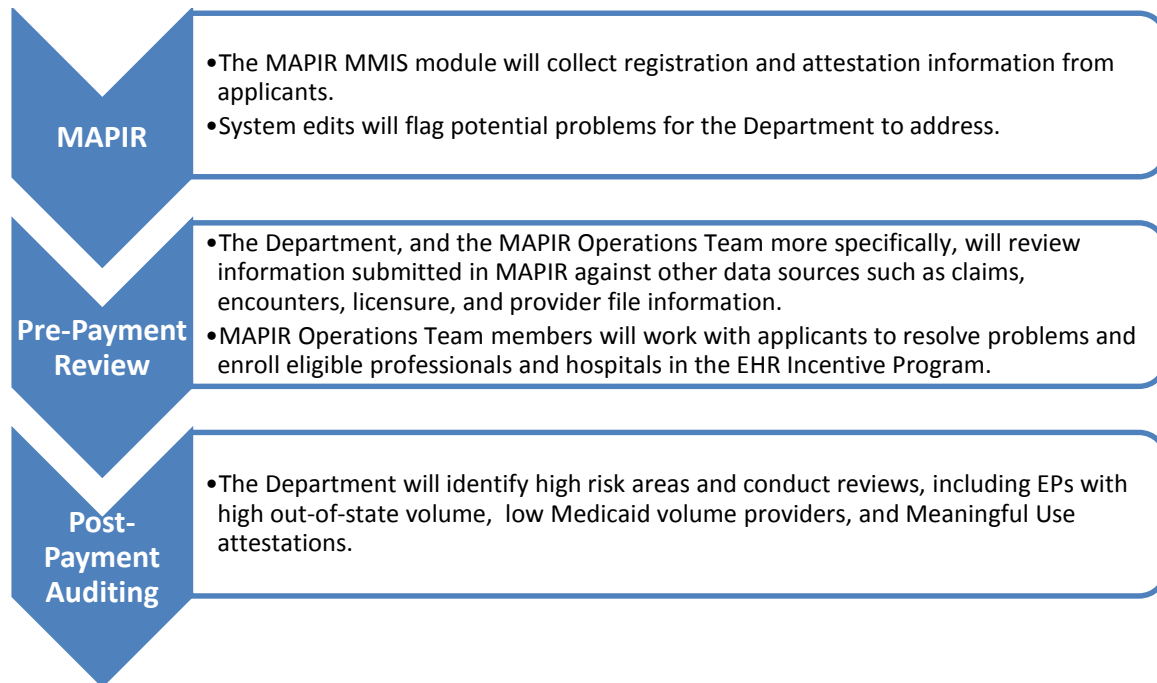 MAPIR
•The MAPIR MMIS module will collect registration and attestation information from
applicants.
•System edits will flag potential problems for the Department to address.
Pre-Payment
Review
•The Department, and the MAPIR Operations Team more specifically, will review
information submitted in MAPIR against other data sources such as claims,
encounters, licensure, and provider file information.
•MAPIR Operations Team members will work with applicants to resolve problems and
enroll eligible professionals and hospitals in the EHR Incentive Program.
Post-
Payment
Auditing
•The Department will identify high risk areas and conduct reviews, including EPs with
high out-of-state volume,  low Medicaid volume providers, and Meaningful Use
attestations.